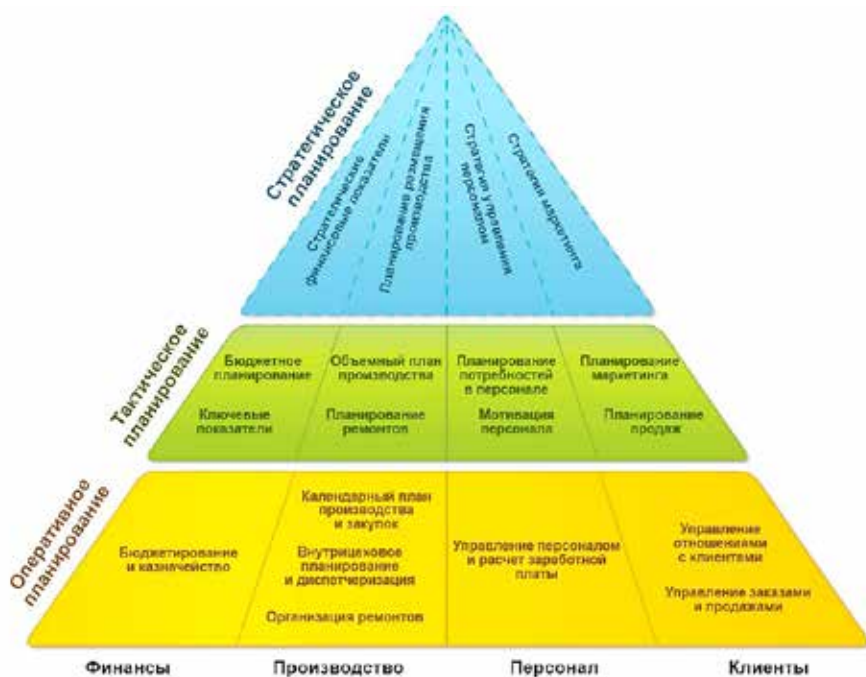 Стратегическое
планирование
Стратегические
финансовые показатели
Планирование размещения
производства
Стратегия управления
персоналом
Стратегия маркетинга
Тактическое
планирование
Бюджетное
планирование
Ключевые
показатели
Объемный план
производства
Планирование
ремонтов
Планирование
потребностей
в персонале
Мотивация
персонала
Планирование
маркетинга
Планирование
продаж
Оперативное
планирование
Бюджетирование
и казначейство
Календарный план
производства
и закупок
Внутрицеховое
планирование
и диспетчеризация
Организация ремонтов
Управление персоналом
и расчет заработной
платы
Управление
отношениями
с клиентами
Управление заказами
и продажами
Финансы
Производство
Персонал
Клиенты